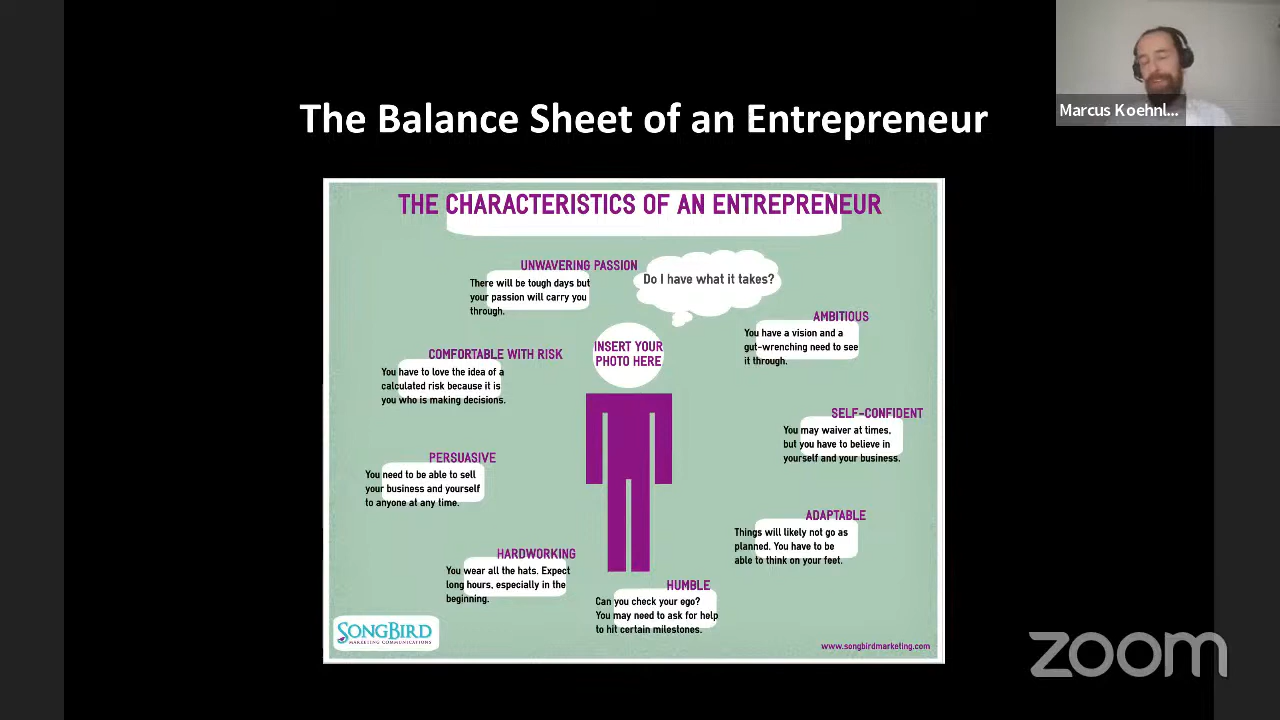 Marcus Koehnl...
The Balance Sheet of an Entrepreneur
THE CHARACTERISTICS OF AN ENTREPRENEUR
UNWAVERING PASSION
There will be tough days but
your passion will carry you
through.
Do I have what it takes?
AMBITIOUS
You have a vision and a
gut-wrenching need to see
it through.
INSERT YOUR
PHOTO HERE
COMFORTABLE WITH RISK
You have to love the idea of a
calculated risk because it is
you who is making decisions.
SELF-CONFIDENT
You may waiver at times,
but you have to believe in
yourself and your business.
PERSUASIVE
You need to be able to sell
your business and yourself
to anyone at any time.
ADAPTABLE
Things will likely not go as
planned. You have to be
able to think on your feet.
HARDWORKING
You wear all the hats. Expect
long hours, especially in the
beginning.
HUMBLE
Can you check your ego?
You may need to ask for help
to hit certain milestones.
SONGBIRD
MARKETING COMMUNICATIONS
www.songbirdmarketing.com
zoom